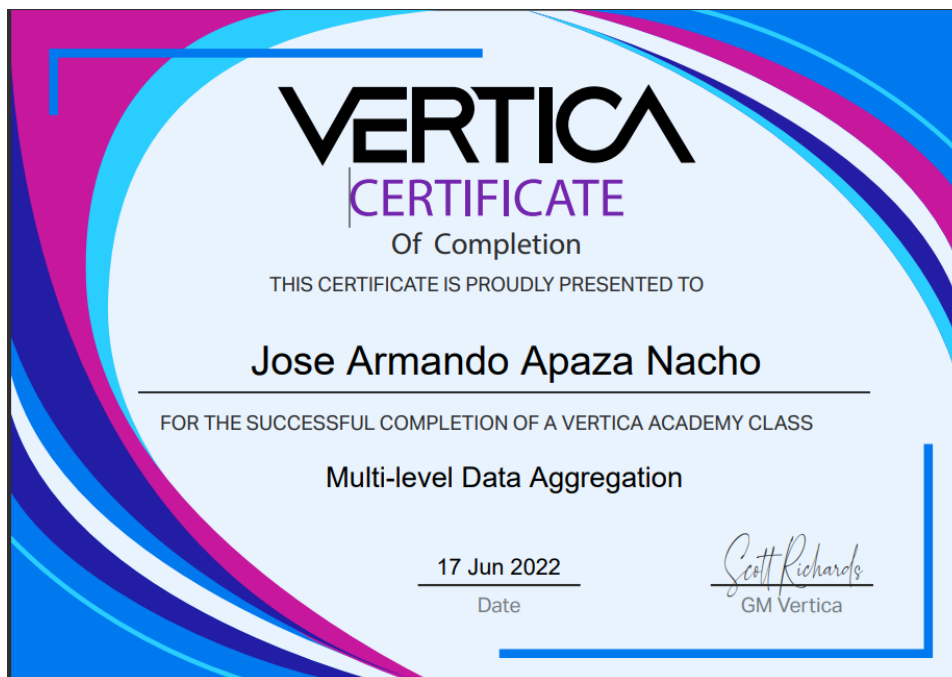 VERTICA
CERTIFICATE
Of Completion
THIS CERTIFICATE IS PROUDLY PRESENTED TO
Jose Armando Apaza Nacho
FOR THE SUCCESSFUL COMPLETION OF A VERTICA ACADEMY CLASS
Multi-level Data Aggregation
17 Jun 2022
Scott Richards
Date
GM Vertica